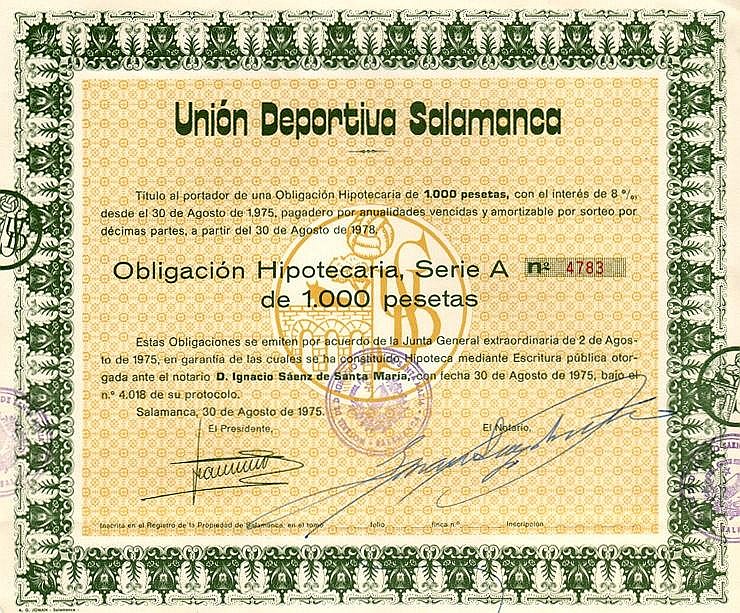 Unión Deportiva Salamanca
Título al portador de una Obligación Hipotecaria de 1.000 pesetas, con el interés de 8 %,
desde el 30 de Agosto de 1.975, pagadero por anualidades vencidas y amortizable por sorteo por
décimas partes, a partir del 30 de Agosto de 1978.
Obligación Hipotecaria, Serie A nº 4783
de 1.000 pesetas
Estas Obligaciones se emiten por acuerdo de la Junta General extraordinaria de 2 de Agos-
to de 1975, en garantía de las cuales se ha constituido, Hipoteca mediante Escritura pública otor-
gada ante el notario D. Ignacio Sáenz de Santa María, con fecha 30 de Agosto de 1975, bajo el
n.º 4.018 de su protocolo.
Salamanca, 30 de Agosto de 1975.
El Presidente, El Notario,
Inscrita en el Registro de la Propiedad de Salamanca, en el tomo folio finca n.º Inscripción
A. G. JOMAN - Salamanca